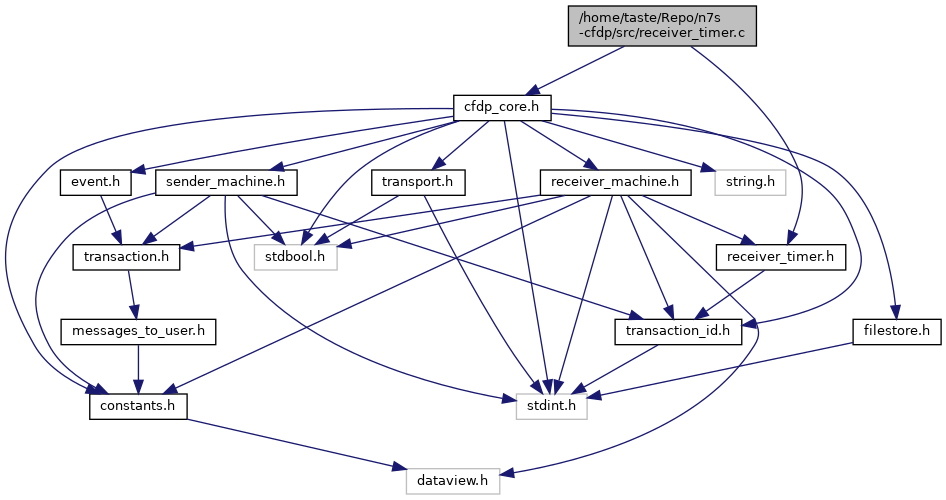 /home/taste/Repo/n7s
-cfdp/src/receiver_timer.c
cfdp_core.h
event.h
sender_machine.h
transport.h
receiver_machine.h
string.h
transaction.h
stdbool.h
receiver_timer.h
messages_to_user.h
transaction_id.h
filestore.h
constants.h
stdint.h
dataview.h